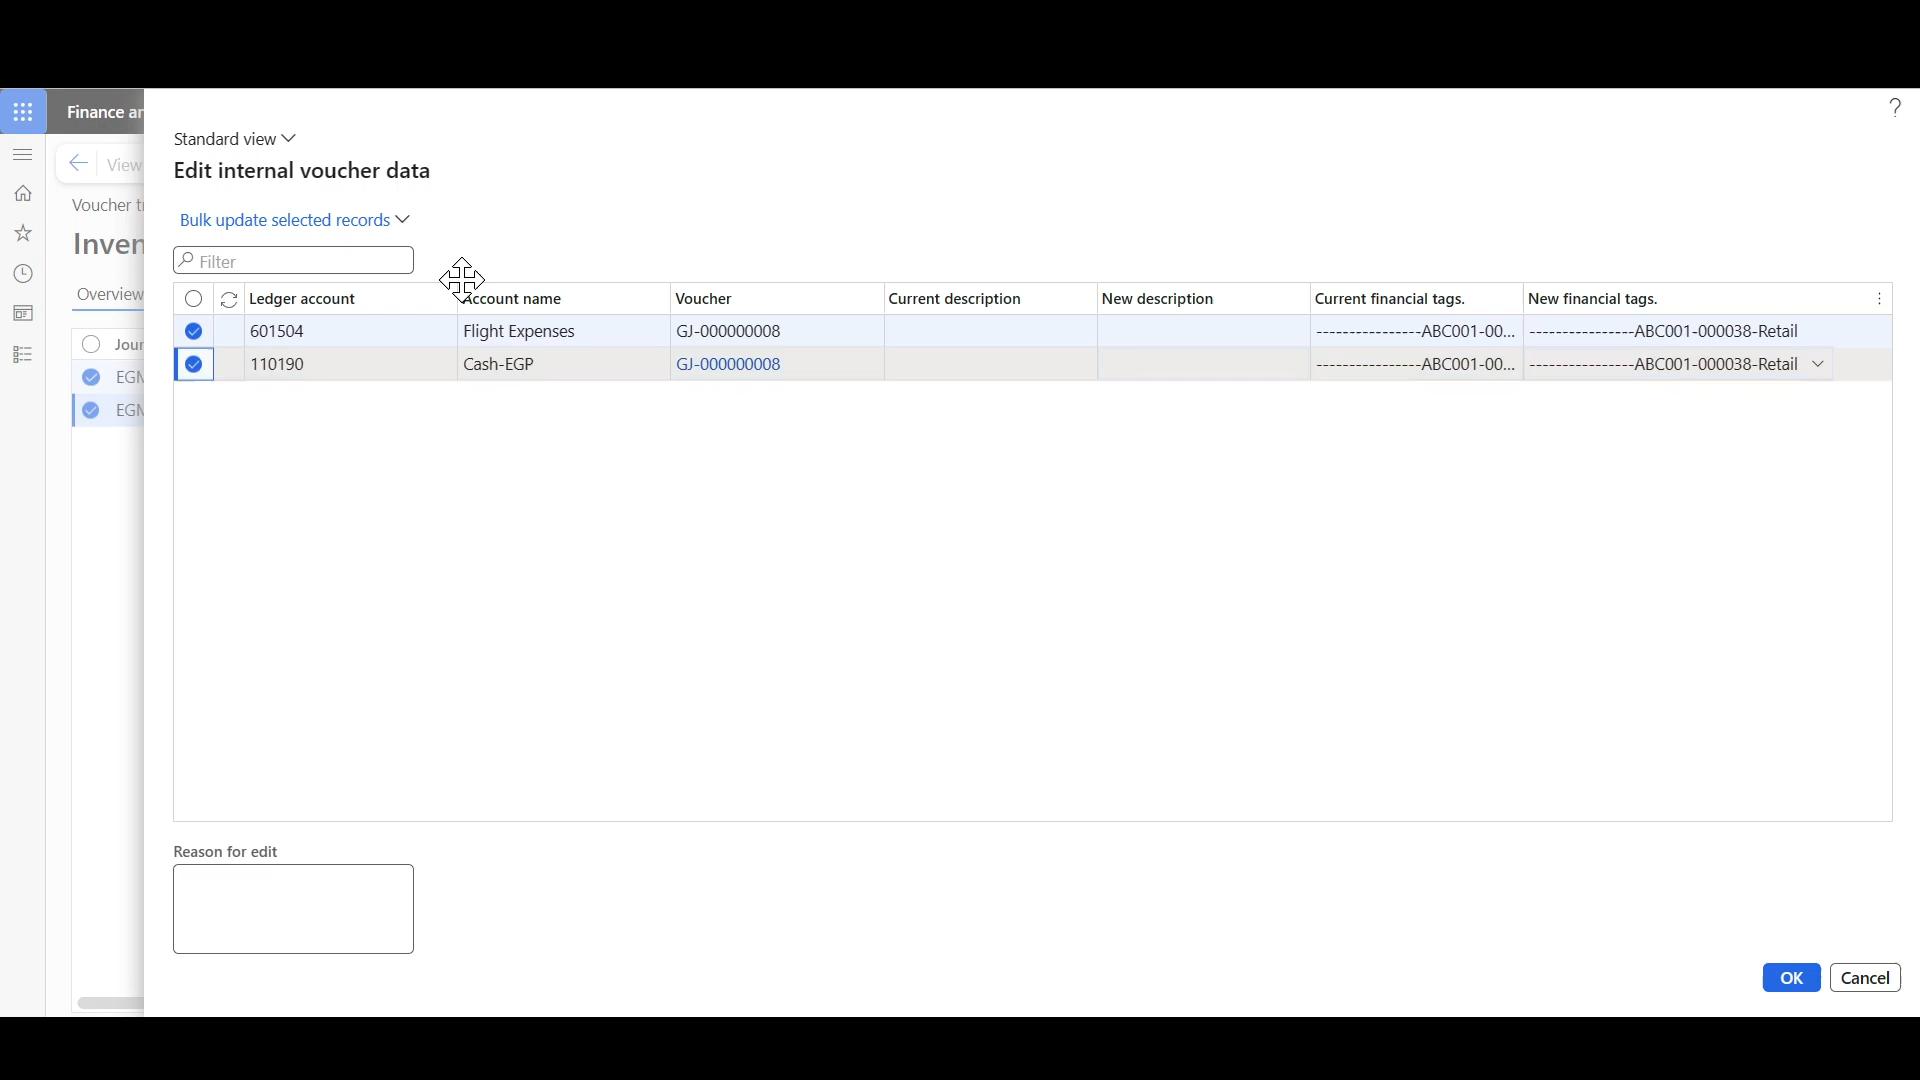 Finance ar
?
Standard view
Edit internal voucher data
View
Voucher t
Bulk update selected records
Inven
Filter
Overview
Ledger account Account name Voucher Current description New description Current financial tags. New financial tags.
601504 Flight Expenses GJ-000000008 ----------------ABC001-00... ----------------ABC001-000038-Retail
Jour
110190 Cash-EGP GJ-000000008 ----------------ABC001-00... ----------------ABC001-000038-Retail
EGM
EGM
Reason for edit
OK Cancel